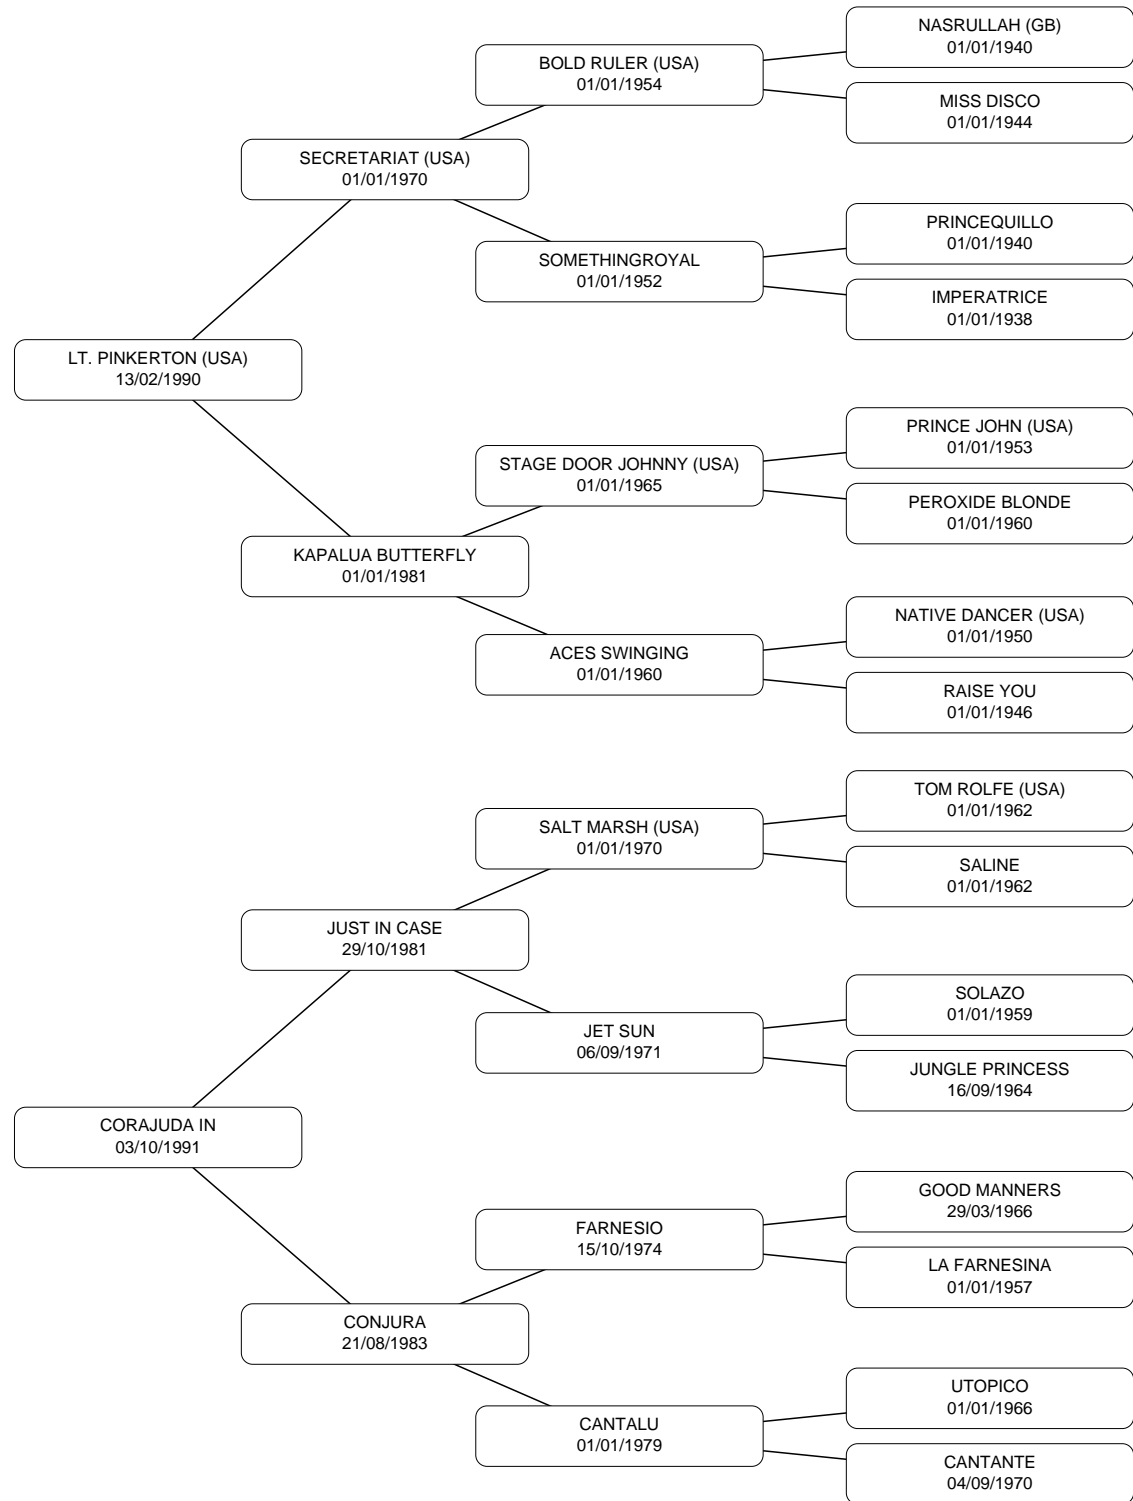 NASRULLAH (GB)
01/01/1940
BOLD RULER (USA)
01/01/1954
MISS DISCO
01/01/1944
SECRETARIAT (USA)
01/01/1970
PRINCEQUILLO
01/01/1940
SOMETHINGROYAL
01/01/1952
IMPERATRICE
01/01/1938
LT. PINKERTON (USA)
13/02/1990
PRINCE JOHN (USA)
01/01/1953
STAGE DOOR JOHNNY (USA)
01/01/1965
PEROXIDE BLONDE
01/01/1960
KAPALUA BUTTERFLY
01/01/1981
NATIVE DANCER (USA)
01/01/1950
ACES SWINGING
01/01/1960
RAISE YOU
01/01/1946
TOM ROLFE (USA)
01/01/1962
SALT MARSH (USA)
01/01/1970
SALINE
01/01/1962
JUST IN CASE
29/10/1981
SOLAZO
01/01/1959
JET SUN
06/09/1971
JUNGLE PRINCESS
16/09/1964
CORAJUDA IN
03/10/1991
GOOD MANNERS
29/03/1966
FARNESIO
15/10/1974
LA FARNESINA
01/01/1957
CONJURA
21/08/1983
UTOPICO
01/01/1966
CANTALU
01/01/1979
CANTANTE
04/09/1970